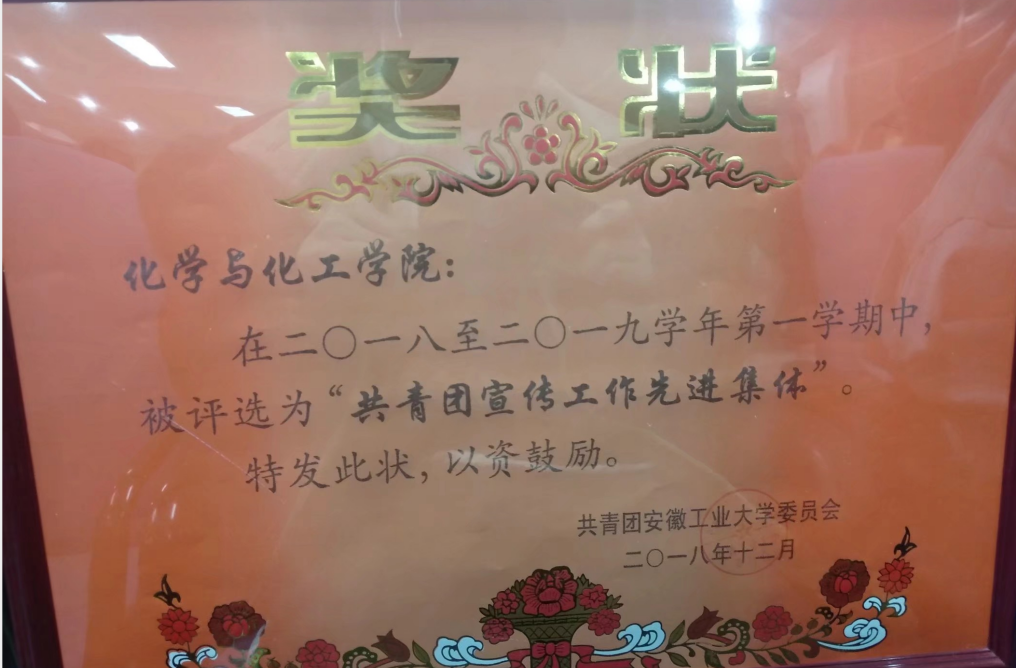 奖状
化学与化工学院：
在二〇一八至二〇一九学年第一学期中，
被评选为“共青团宣传工作先进集体”。
特发此状，以资鼓励。
共青团安徽工业大学委员会
二〇一八年十二月